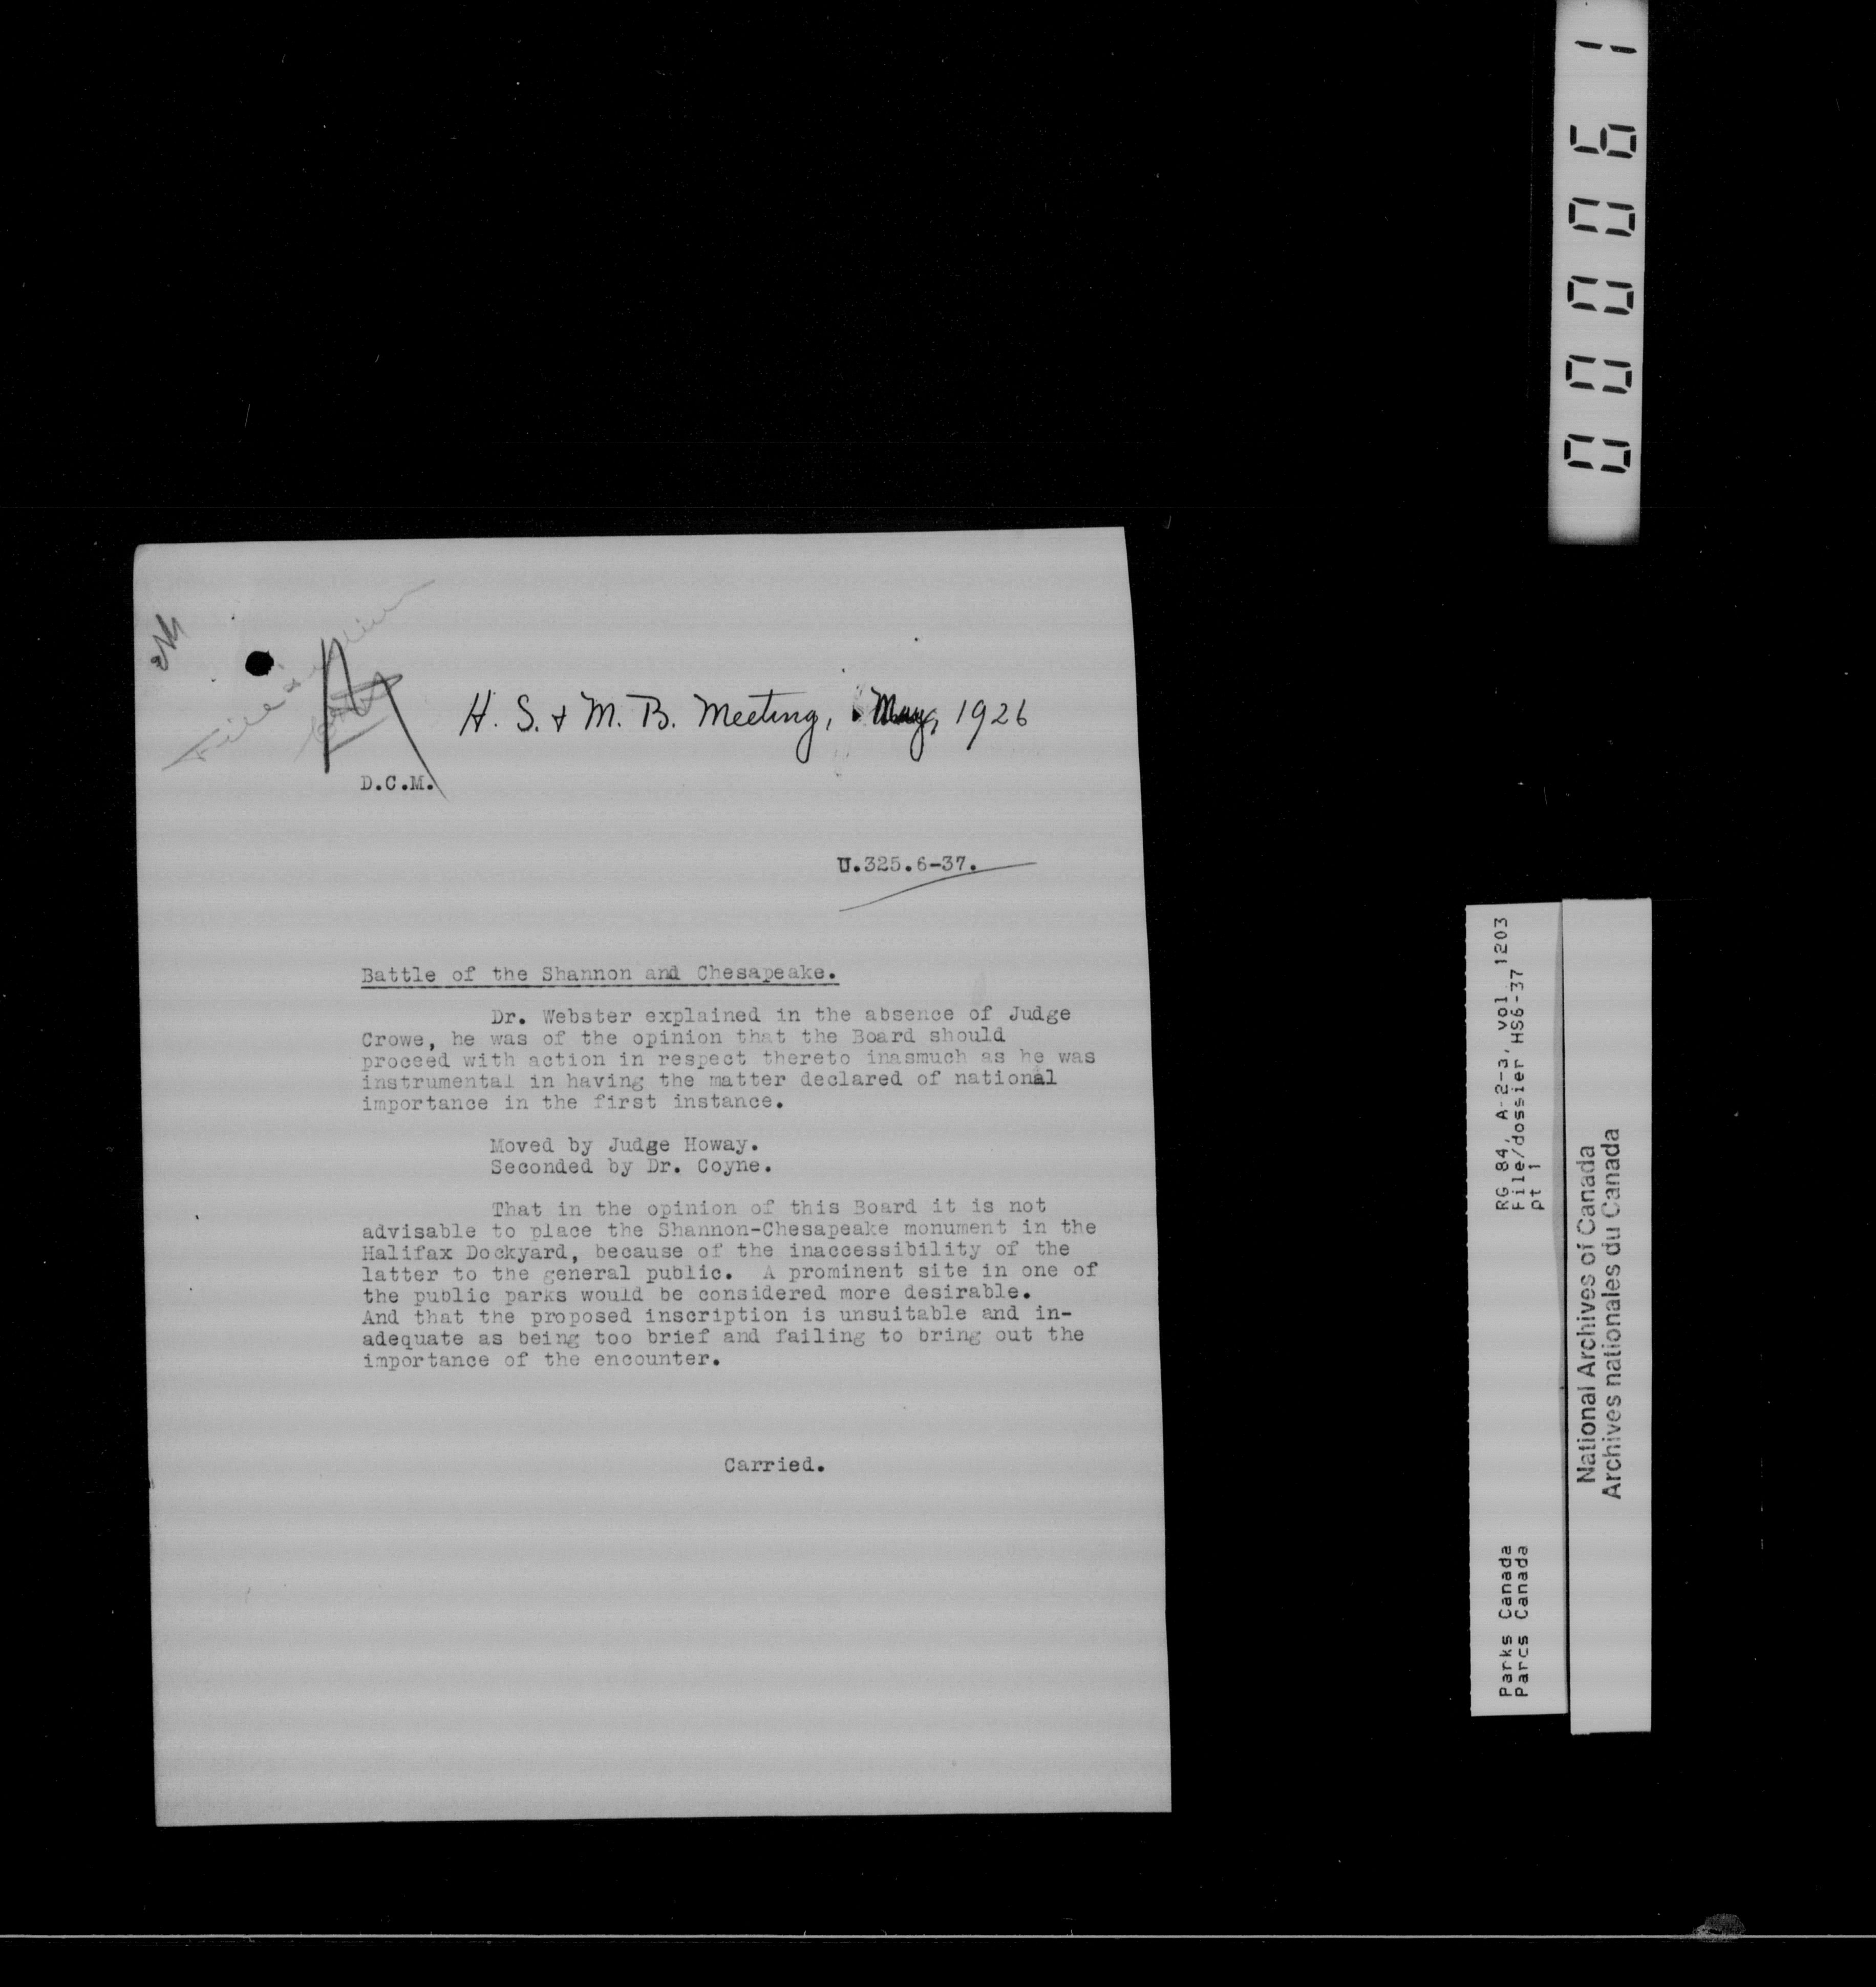 H. S. & M. B. Meeting, May, 1926
D.C.M.
U.325.6-37.
Battle of the Shannon and Chesapeake.
Dr. Webster explained in the absence of Judge
Crowe, he was of the opinion that the Board should
proceed with action in respect thereto inasmuch as he was
instrumental in having the matter declared of national
importance in the first instance.
Moved by Judge Howay.
Seconded by Dr. Coyne.
That in the opinion of this Board it is not
advisable to place the Shannon-Chesapeake monument in the
Halifax Dockyard, because of the inaccessibility of the
latter to the general public. A prominent site in one of
the public parks would be considered more desirable.
And that the proposed inscription is unsuitable and in-
adequate as being too brief and failing to bring out the
importance of the encounter.
Carried.
000061
RG 84, A-2-3, vol 1203
File/dossier HS6-37
pt 1
Parks Canada
Parcs Canada
National Archives of Canada
Archives nationales du Canada